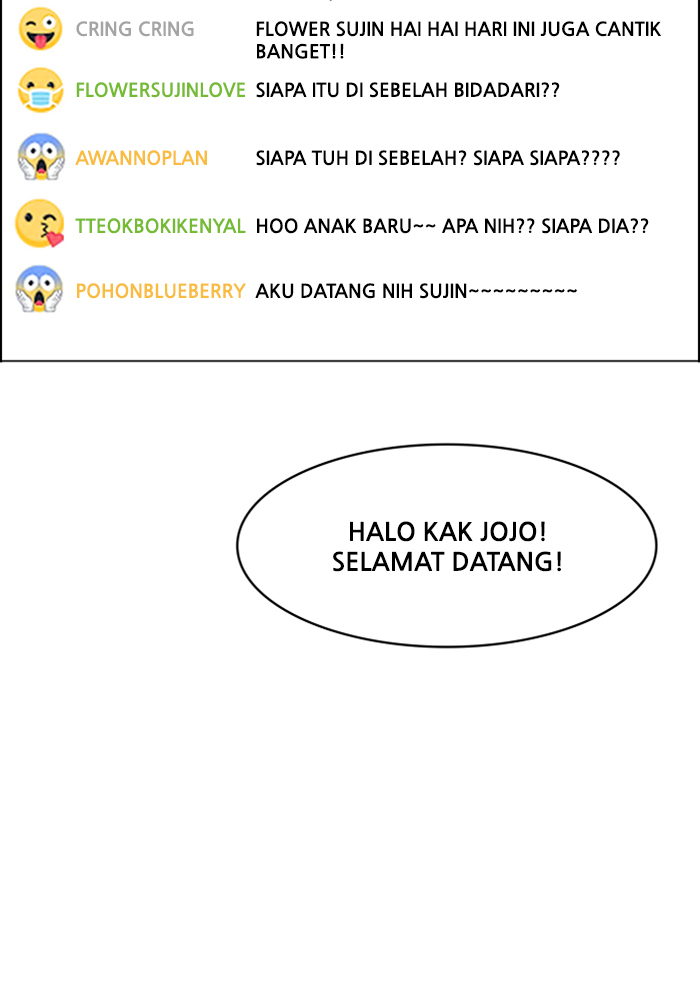 CRING CRING FLOWER SUJIN HAI HAI HARI INI JUGA CANTIK
BANGET!!
FLOWERSUJINLOVE SIAPA ITU DI SEBELAH BIDADARI??
AWANNOPLAN SIAPA TUH DI SEBELAH? SIAPA SIAPA????
TTEOKBOKIKENYAL HOO ANAK BARU~~ APA NIH?? SIAPA DIA??
POHONBLUEBERRY AKU DATANG NIH SUJIN~~~~~~~~~
HALO KAK JOJO!
SELAMAT DATANG!